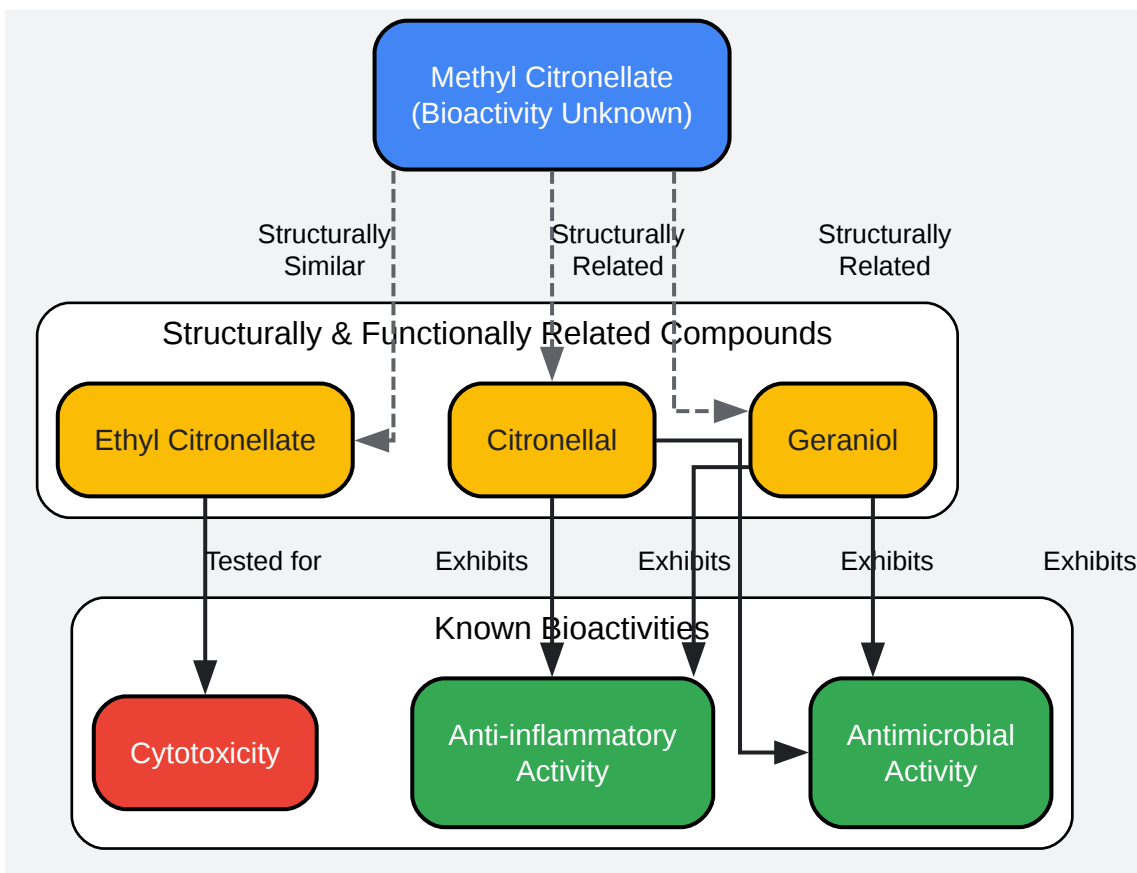 Methyl Citronellate
(Bioactivity Unknown)
Structurally
Similar
Structurally
Related
Structurally
Related
Structurally & Functionally Related Compounds
Ethyl Citronellate
Citronellal
Geraniol
Tested for
Exhibits
Exhibits
Exhibits
Exhibits
Known Bioactivities
Cytotoxicity
Anti-inflammatory
Activity
Antimicrobial
Activity